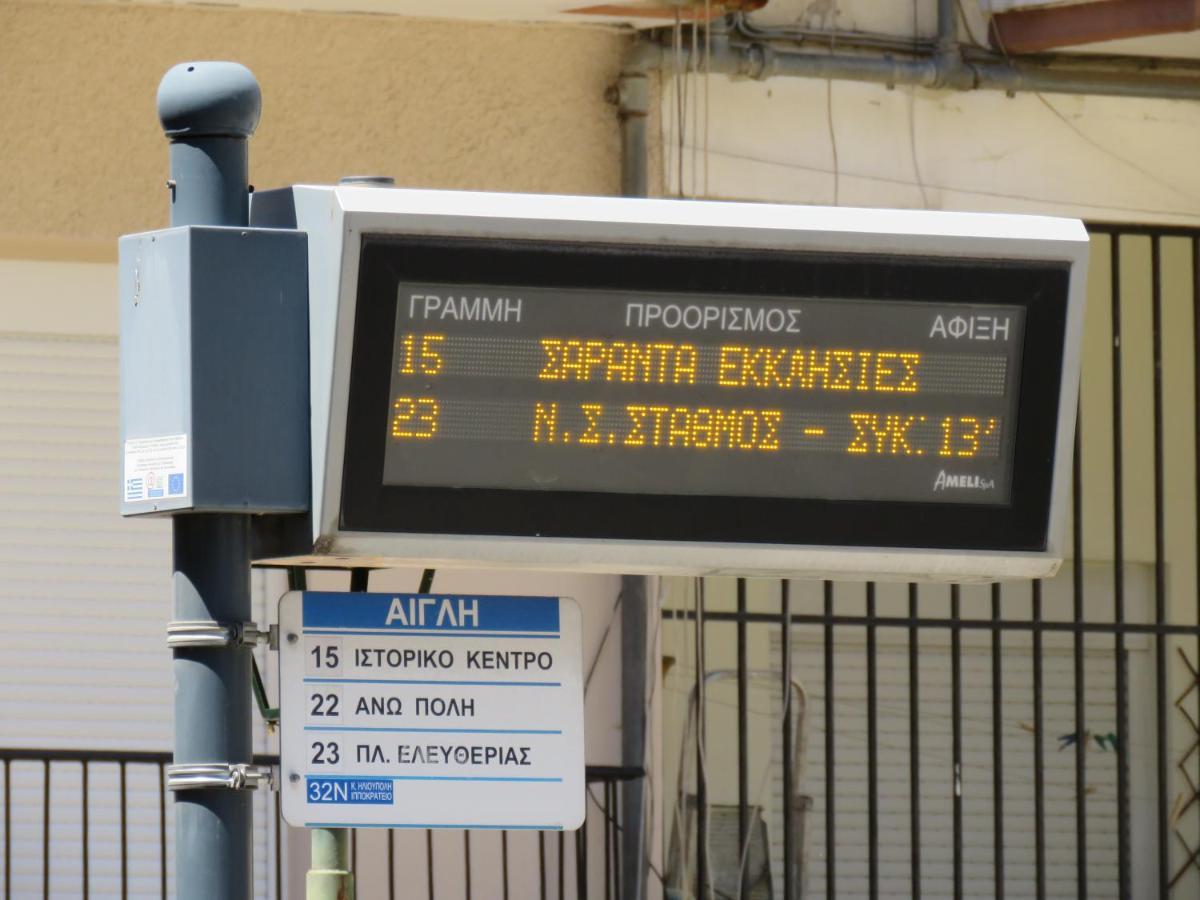 ΓΡΑΜΜΗ ΠΡΟΟΡΙΣΜΟΣ ΑΦΙΞΗ
15 ΣΑΡΑΝΤΑ ΕΚΚΛΗΣΙΕΣ
23 Ν.Σ.ΣΤΑΘΜΟΣ - ΣΥΚ. 13'
AMELI SpA
ΑΙΓΛΗ
15 ΙΣΤΟΡΙΚΟ ΚΕΝΤΡΟ
22 ΑΝΩ ΠΟΛΗ
23 ΠΛ. ΕΛΕΥΘΕΡΙΑΣ
32Ν Κ. ΗΛΙΟΥΠΟΛΗ
ΙΠΠΟΚΡΑΤΕΙΟ